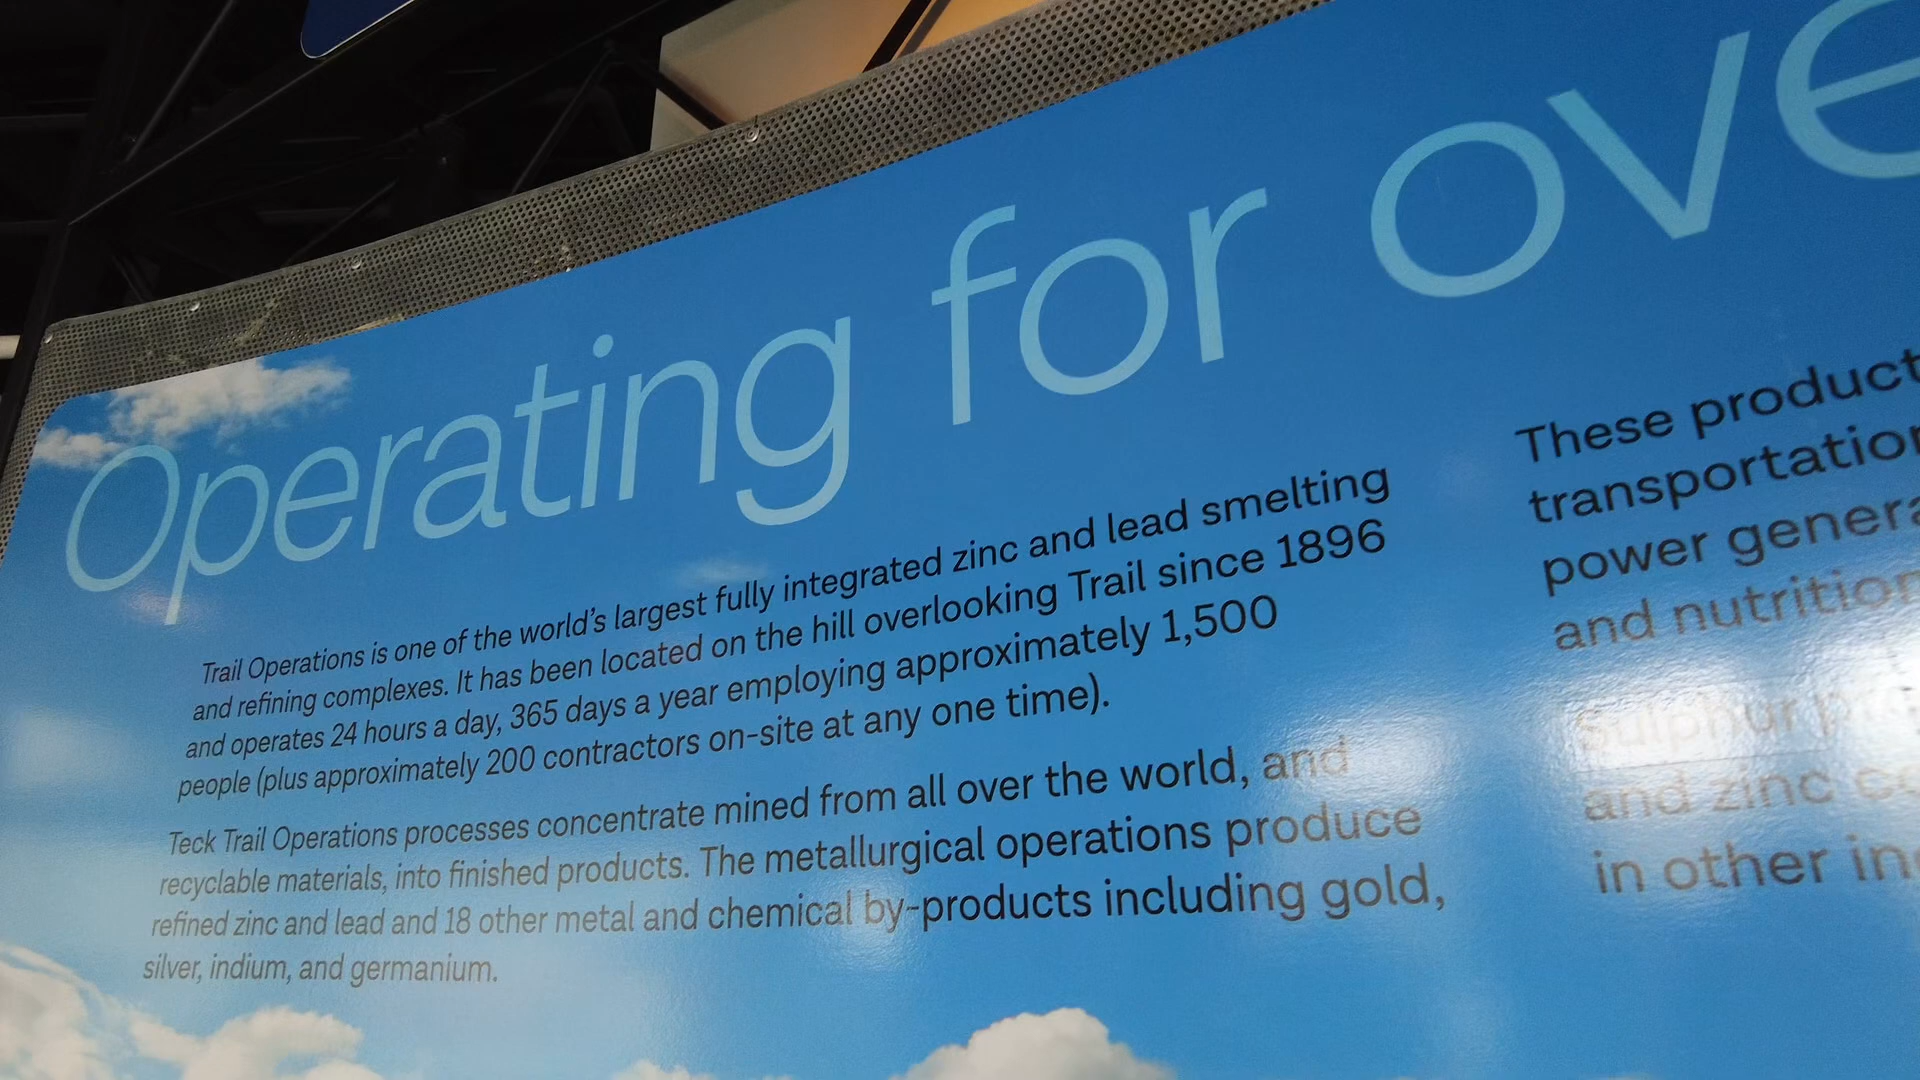 Operating for ove
Trail Operations is one of the world's largest fully integrated zinc and lead smelting
and refining complexes. It has been located on the hill overlooking Trail since 1896
and operates 24 hours a day, 365 days a year employing approximately 1,500
people (plus approximately 200 contractors on-site at any one time).
Teck Trail Operations processes concentrate mined from all over the world, and
recyclable materials, into finished products. The metallurgical operations produce
refined zinc and lead and 18 other metal and chemical by-products including gold,
silver, indium, and germanium.
These product
transportation
power genera
and nutrition
Sulphur
and zinc
in other